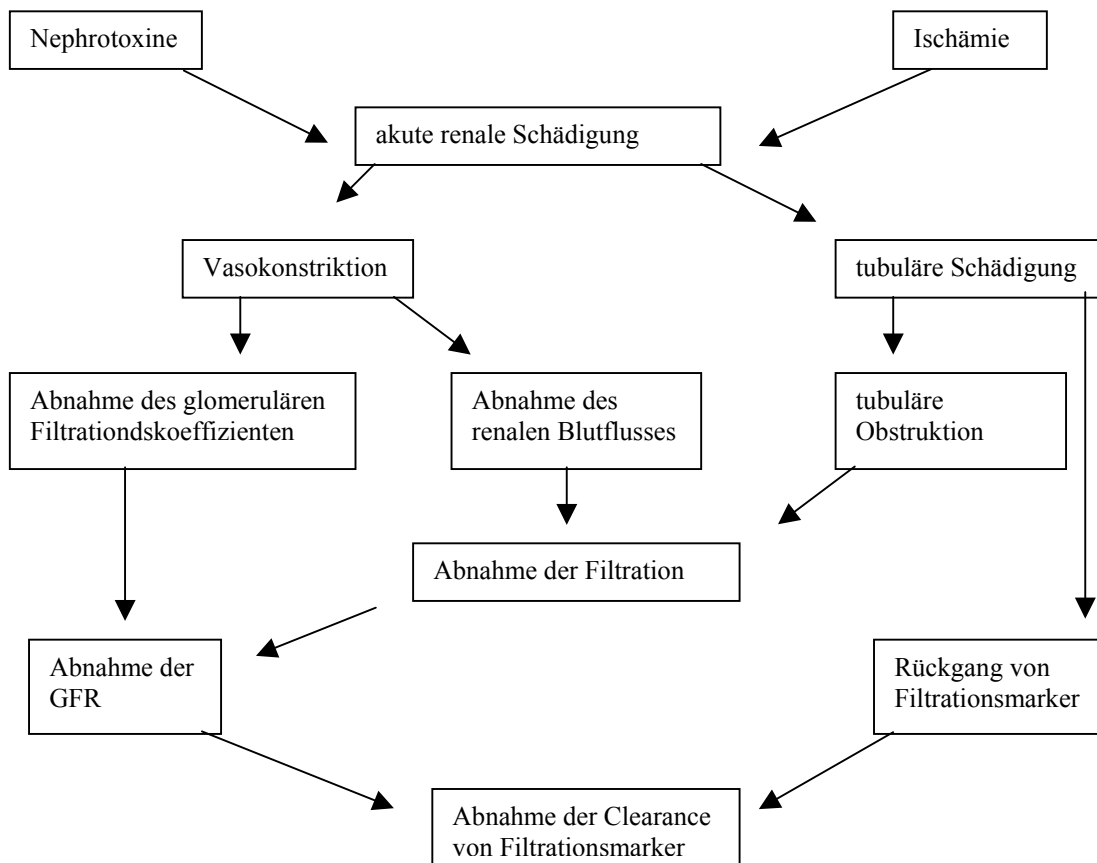 Nephrotoxine
Ischämie
akute renale Schädigung
Vasokonstriktion
tubuläre Schädigung
Abnahme des glomerulären
Filtrationdskoeffizienten
Abnahme des
renalen Blutflusses
tubuläre
Obstruktion
Abnahme der Filtration
Abnahme der
GFR
Rückgang von
Filtrationsmarker
Abnahme der Clearance
von Filtrationsmarker